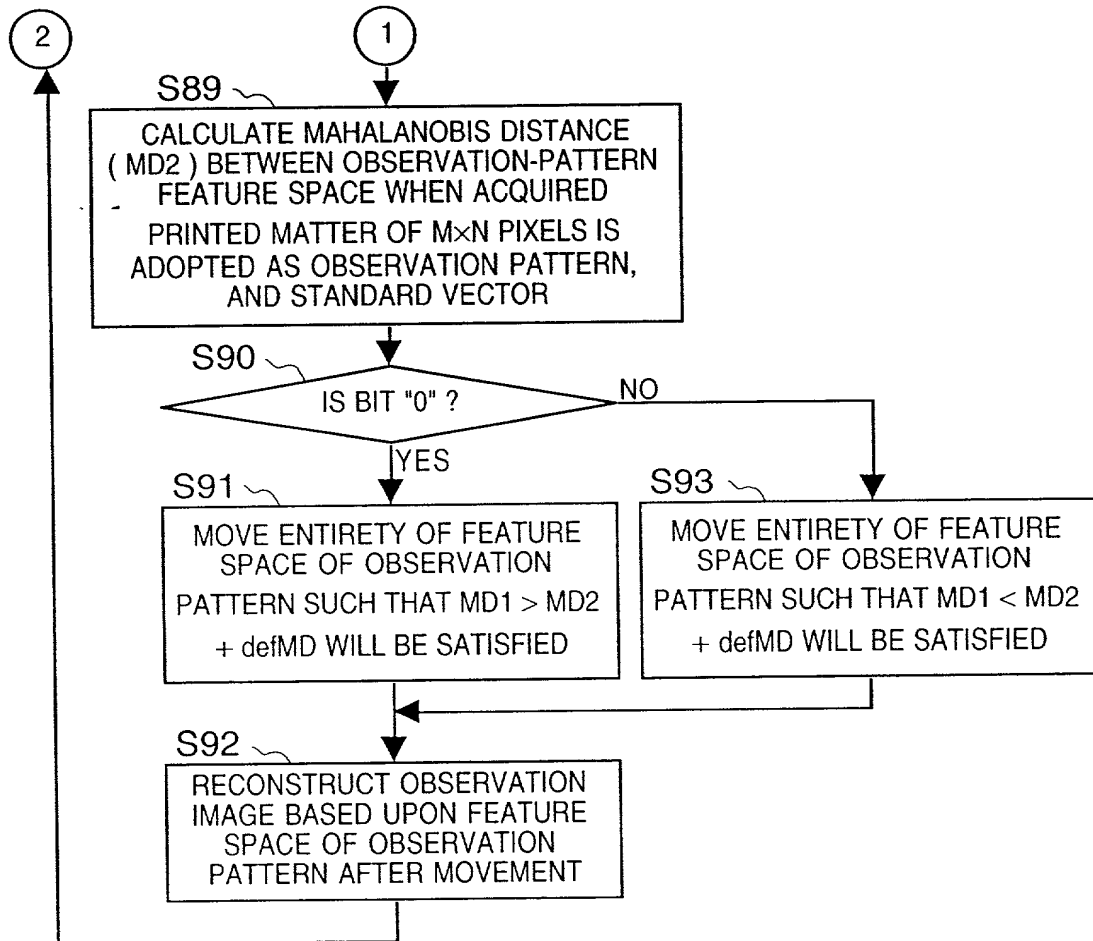 2
1
S89
CALCULATE MAHALANOBIS DISTANCE
( MD2 ) BETWEEN OBSERVATION-PATTERN
FEATURE SPACE WHEN ACQUIRED
PRINTED MATTER OF M×N PIXELS IS
ADOPTED AS OBSERVATION PATTERN,
AND STANDARD VECTOR
S90
IS BIT "0" ?
NO
YES
S91
MOVE ENTIRETY OF FEATURE
SPACE OF OBSERVATION
PATTERN SUCH THAT MD1 > MD2
+ defMD WILL BE SATISFIED
S93
MOVE ENTIRETY OF FEATURE
SPACE OF OBSERVATION
PATTERN SUCH THAT MD1 < MD2
+ defMD WILL BE SATISFIED
S92
RECONSTRUCT OBSERVATION
IMAGE BASED UPON FEATURE
SPACE OF OBSERVATION
PATTERN AFTER MOVEMENT